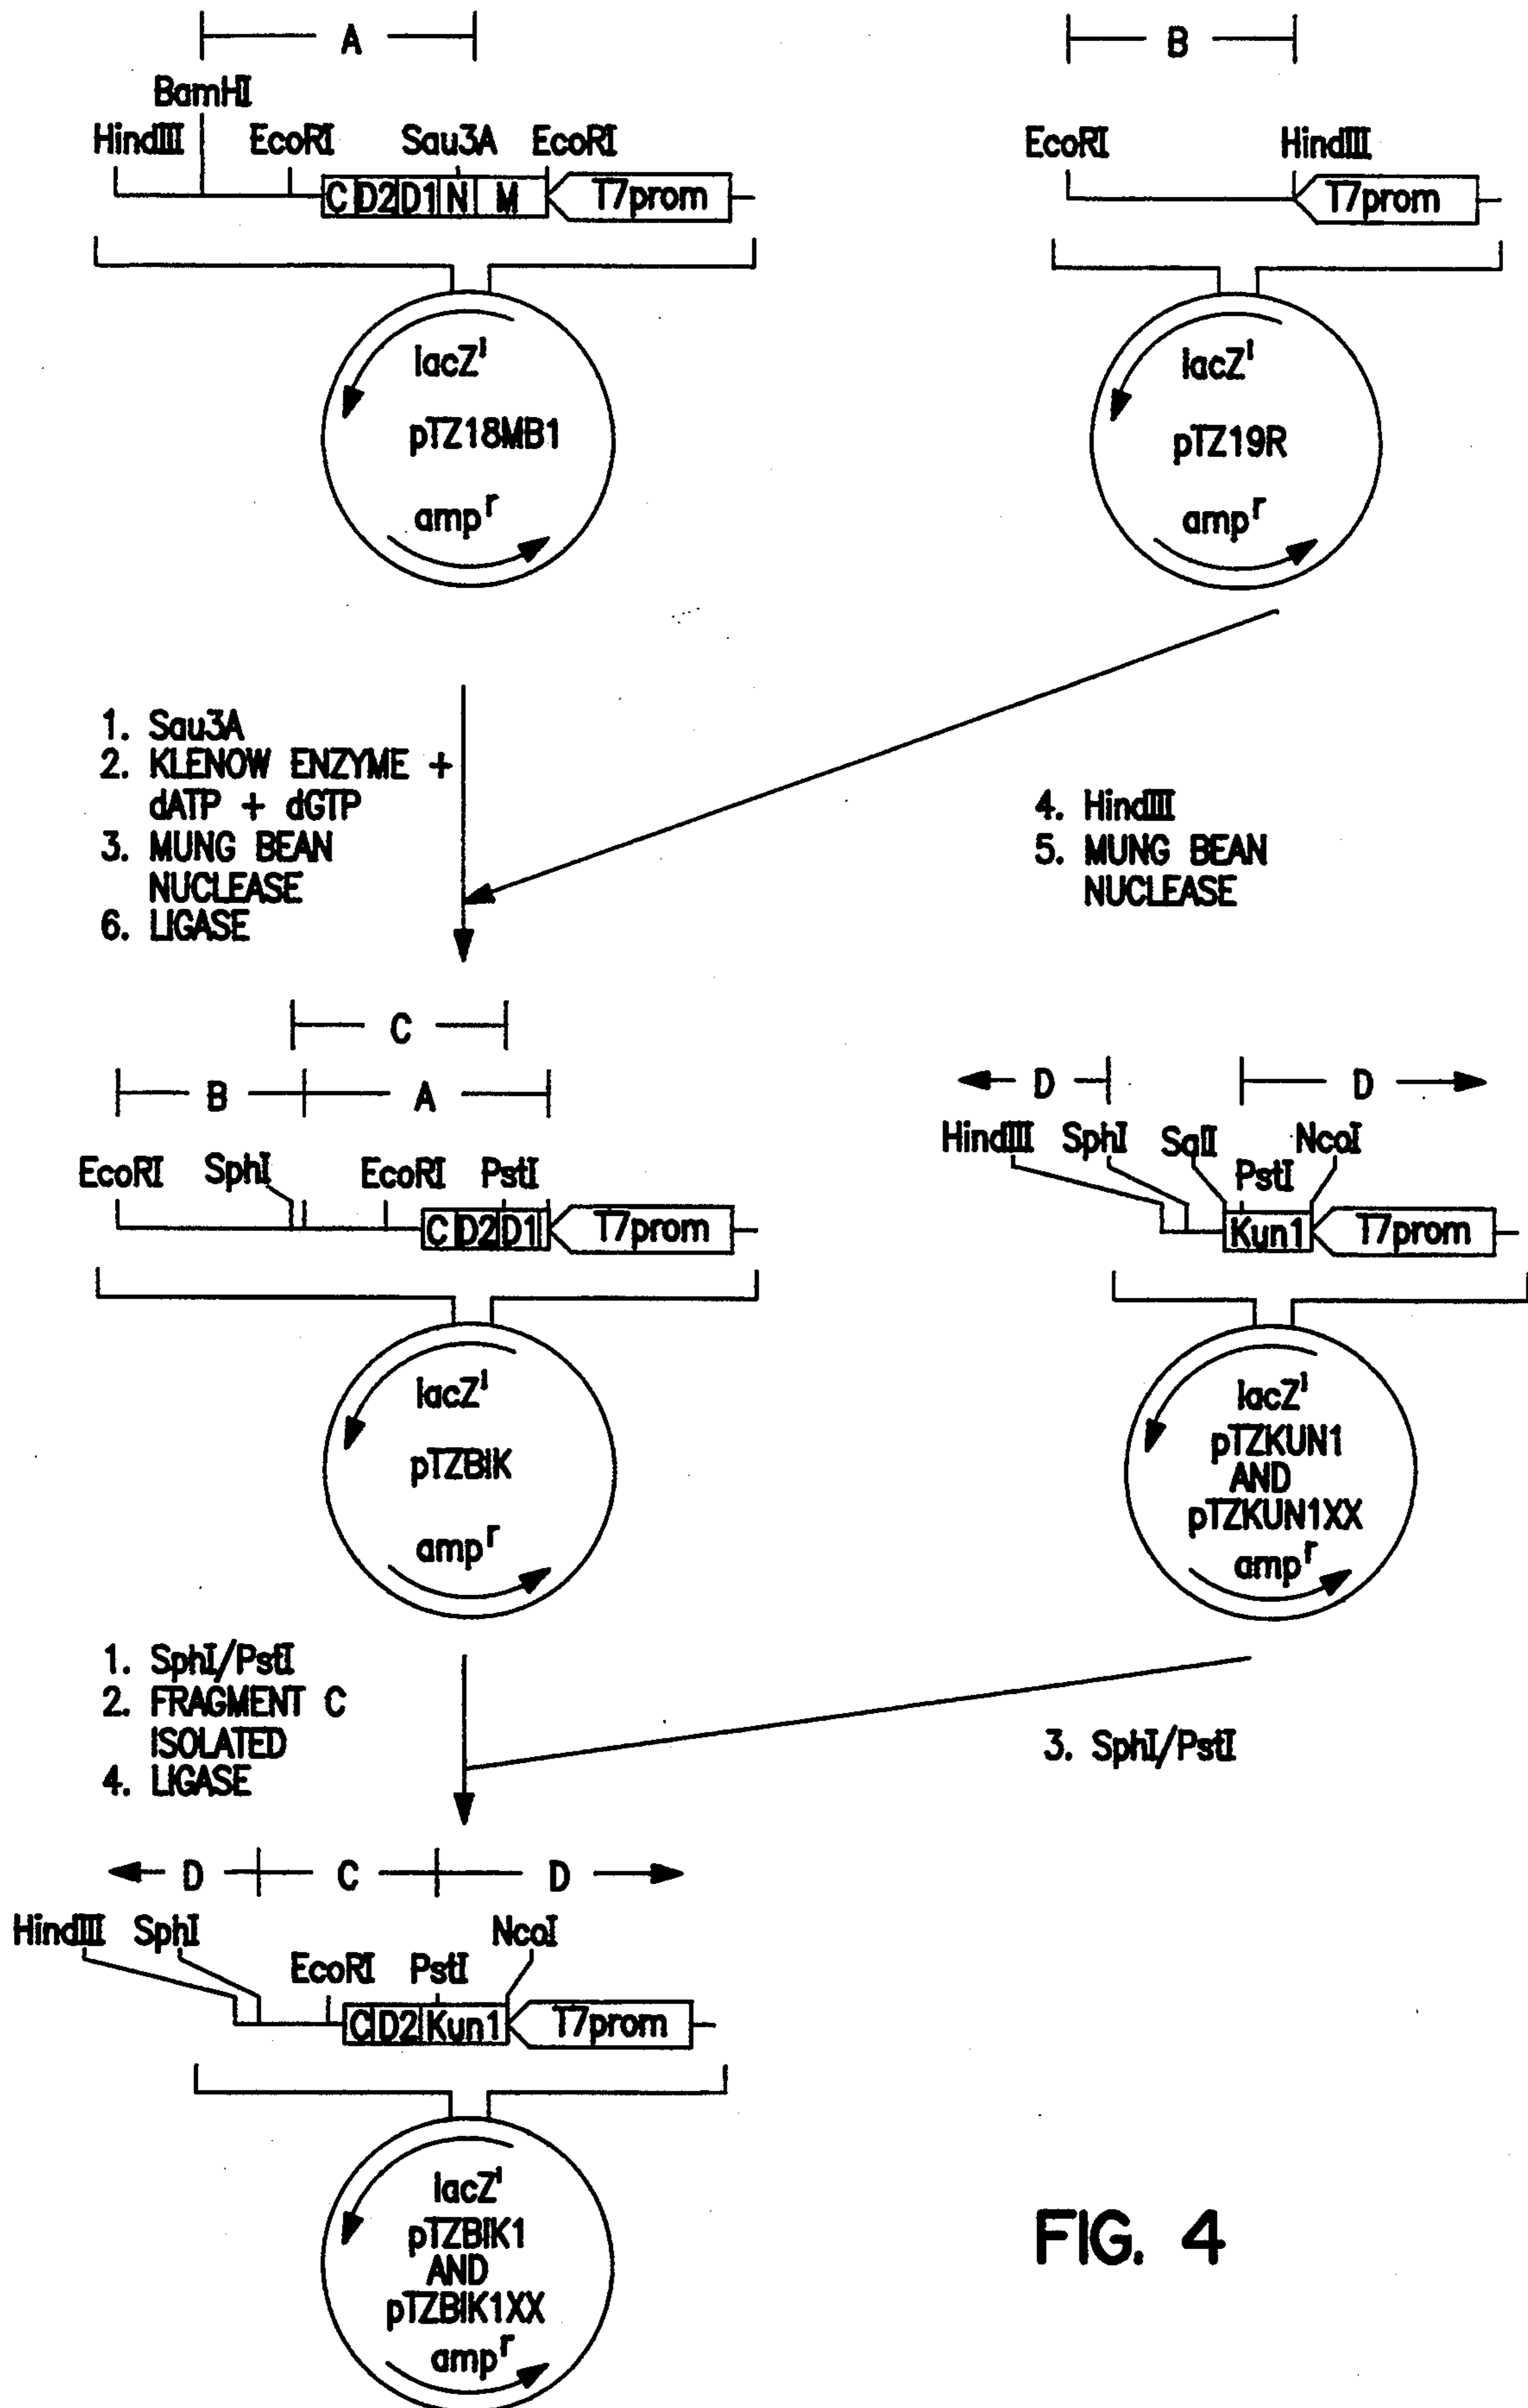 A
BamHI
HindIII EcoRI Sau3A EcoRI
C D2 D1 N M T7prom
lacZ'
pTZ18MB1
amp^r
B
EcoRI HindIII
T7prom
lacZ'
pTZ19R
amp^r
1. Sau3A
2. KLENOW ENZYME +
dATP + dGTP
3. MUNG BEAN
NUCLEASE
6. LIGASE
4. HindIII
5. MUNG BEAN
NUCLEASE
C
B A
EcoRI SphI EcoRI PstI
C D2 D1 T7prom
lacZ'
pTZBIK
amp^r
D D
HindIII SphI SalI NcoI
PstI
Kun1 T7prom
lacZ'
pTZKUN1
AND
pTZKUN1XX
amp^r
1. SphI/PstI
2. FRAGMENT C
ISOLATED
4. LIGASE
3. SphI/PstI
D C D
HindIII SphI NcoI
EcoRI PstI
C D2 Kun1 T7prom
lacZ'
pTZBIK1
AND
pTZBIK1XX
amp^r
FIG. 4